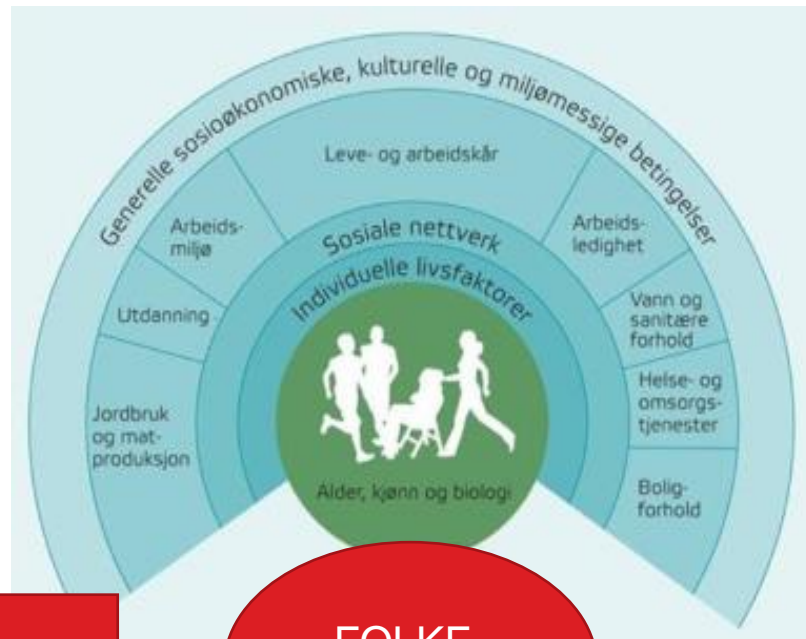 Generelle sosioøkonomiske, kulturelle og miljømessige betingelser
Leve- og arbeidskår
Arbeids-
miljø
Arbeids-
ledighet
Sosiale nettverk
Individuelle livsfaktorer
Utdanning
Vann og
sanitære
forhold
Jordbruk
og mat-
produksjon
Helse- og
omsorgs-
tjenester
Alder, kjønn og biologi
Bolig-
forhold
FOLKE